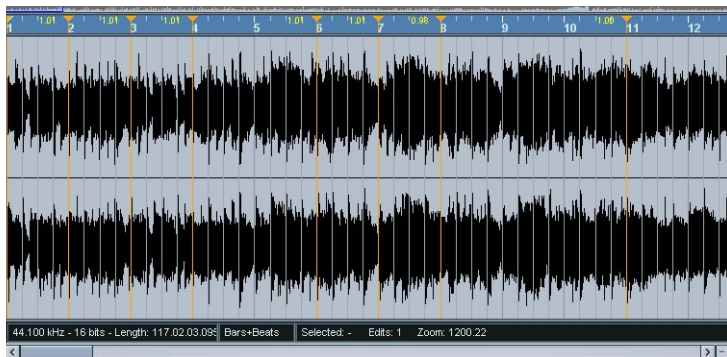 1.01 1.01 1.01 1.01 1.01 0.98 1.08
1 2 3 4 5 6 7 8 9 10 11 12
44.100 kHz - 16 bits - Length: 117.02.03.095 Bars+Beats Selected: - Edits: 1 Zoom: 1200.22